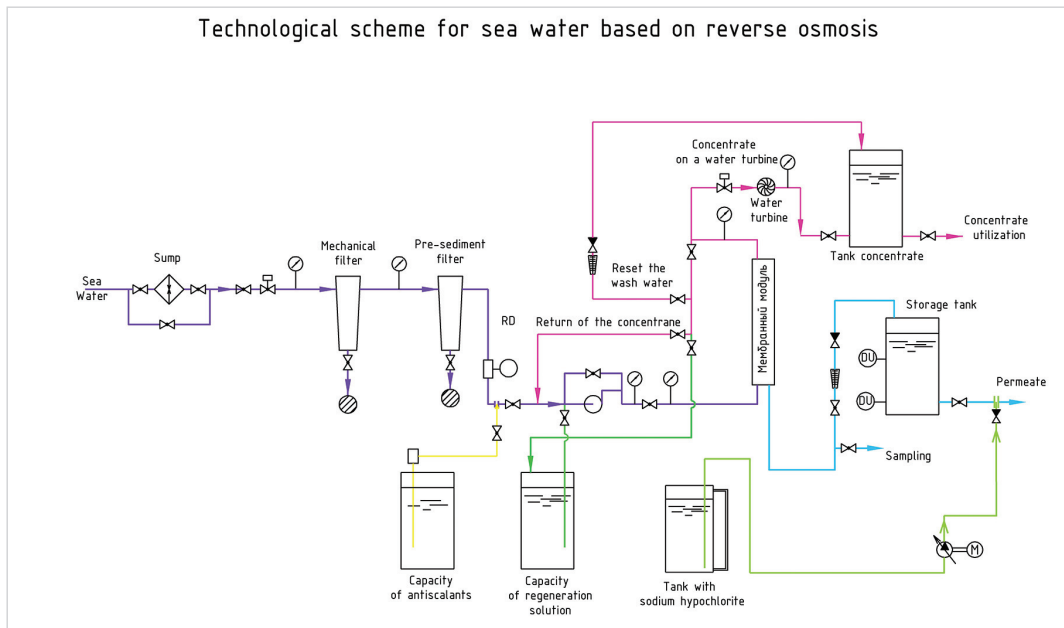 Technological scheme for sea water based on reverse osmosis
Concentrate
on a water turbine
Water
turbine
Tank concentrate
Concentrate
utilization
Sump
Sea
Water
Mechanical
filter
Pre-sediment
filter
RD
Reset the
wash water
Return of the concentrane
Мембранный модуль
Storage tank
DU
DU
Permeate
Sampling
M
Capacity
of antiscalants
Capacity
of regeneration
solution
Tank with
sodium hypochlorite